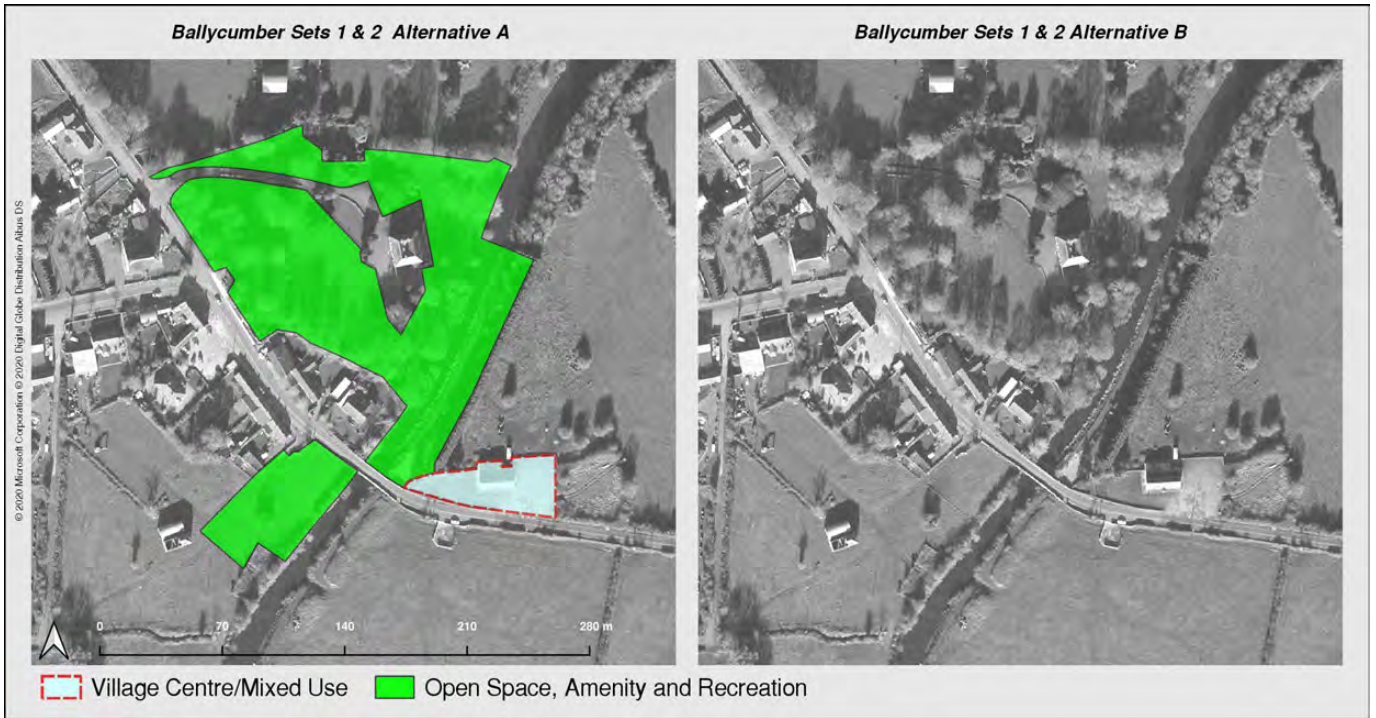 Ballycumber Sets 1 & 2 Alternative A
Ballycumber Sets 1 & 2 Alternative B
© 2020 Microsoft Corporation © 2020 Digital Globe Distribution Aibus DS
0 70 140 210 280 m
Village Centre/Mixed Use
Open Space, Amenity and Recreation